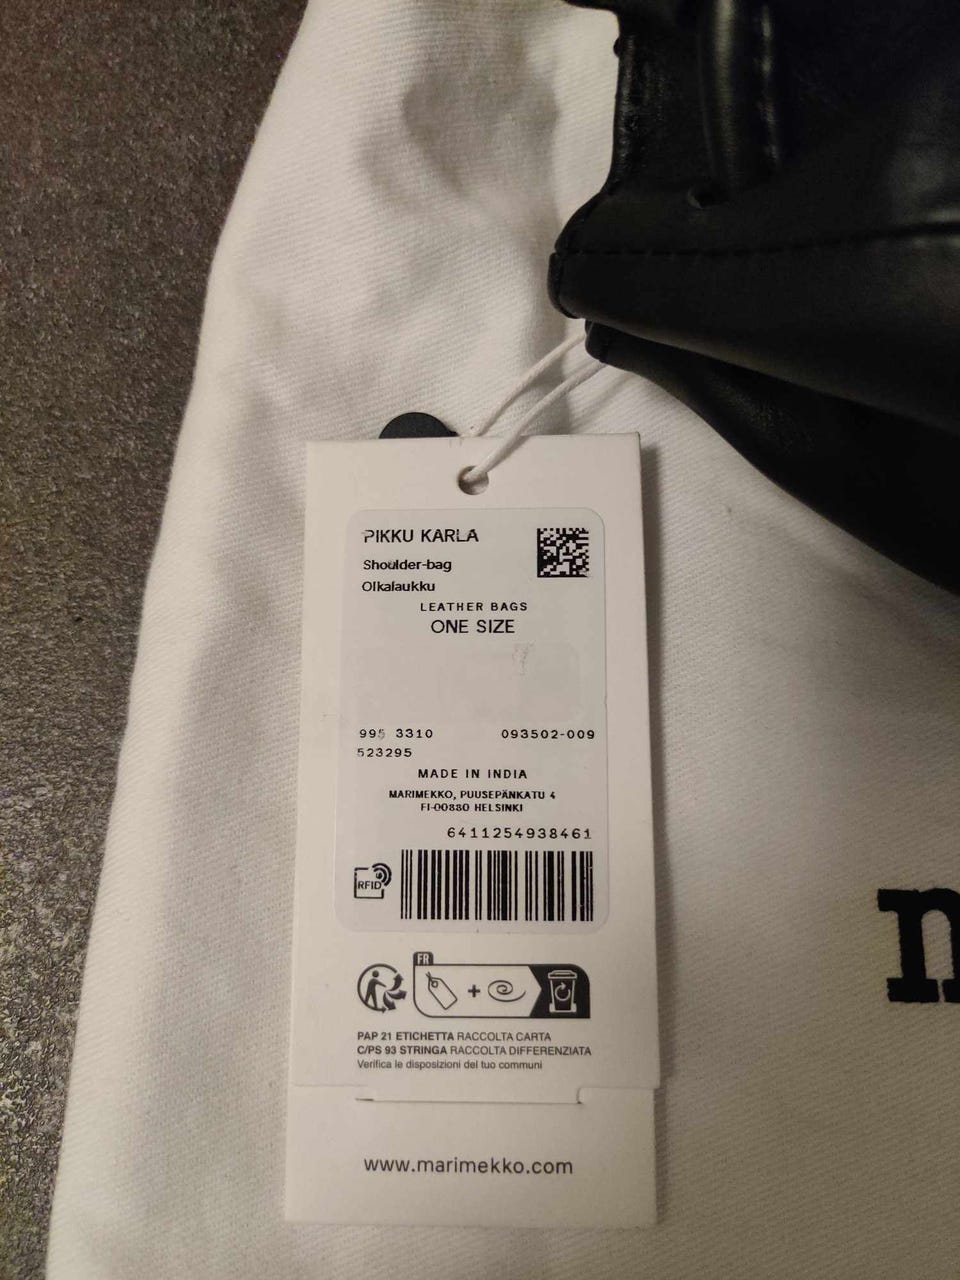 PIKKU KARLA
Shoulder-bag
Olkalaukku
LEATHER BAGS
ONE SIZE
995 3310 093502-009
523295
MADE IN INDIA
MARIMEKKO, PUUSEPÄNKATU 4
FI-00880 HELSINKI
6411254938461
RFID
FR
PAP 21 ETICHETTA RACCOLTA CARTA
C/PS 93 STRINGA RACCOLTA DIFFERENZIATA
Verifica le disposizioni del tuo communi
www.marimekko.com